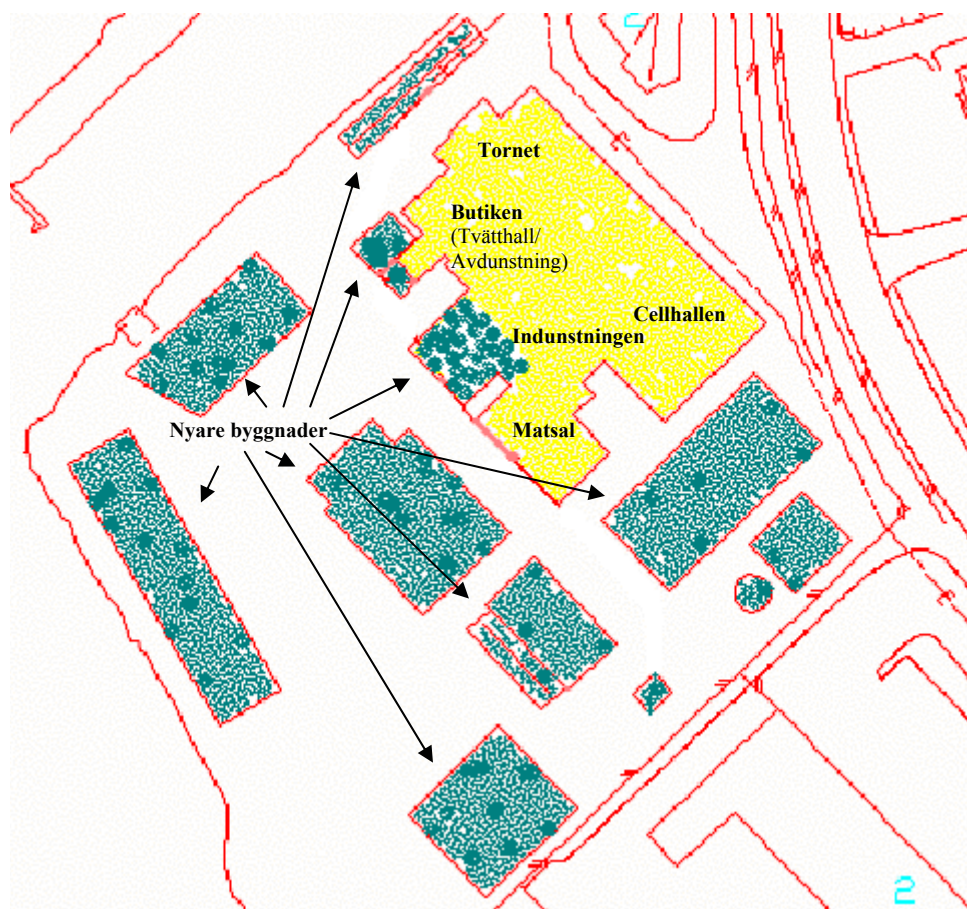 2
Tornet
Butiken
(Tvätthall/
Avdunstning)
Cellhallen
Indunstningen
Nyare byggnader
Matsal
2